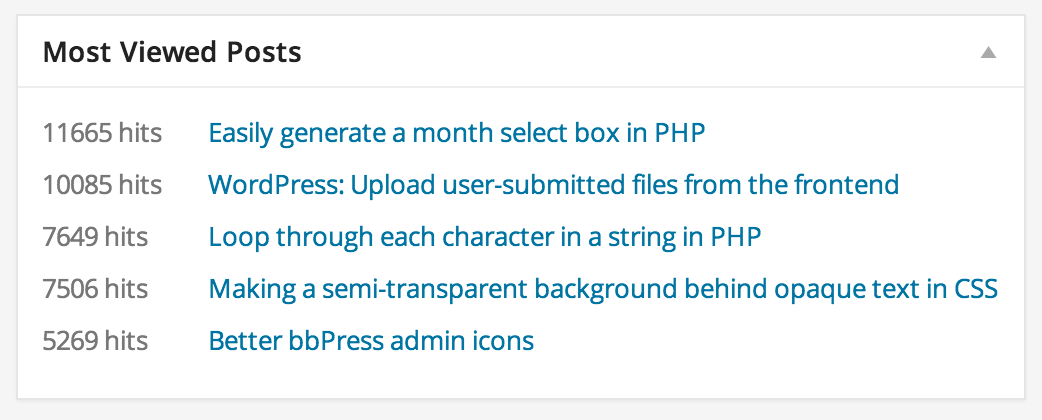 Most Viewed Posts
11665 hits Easily generate a month select box in PHP
10085 hits WordPress: Upload user-submitted files from the frontend
7649 hits Loop through each character in a string in PHP
7506 hits Making a semi-transparent background behind opaque text in CSS
5269 hits Better bbPress admin icons